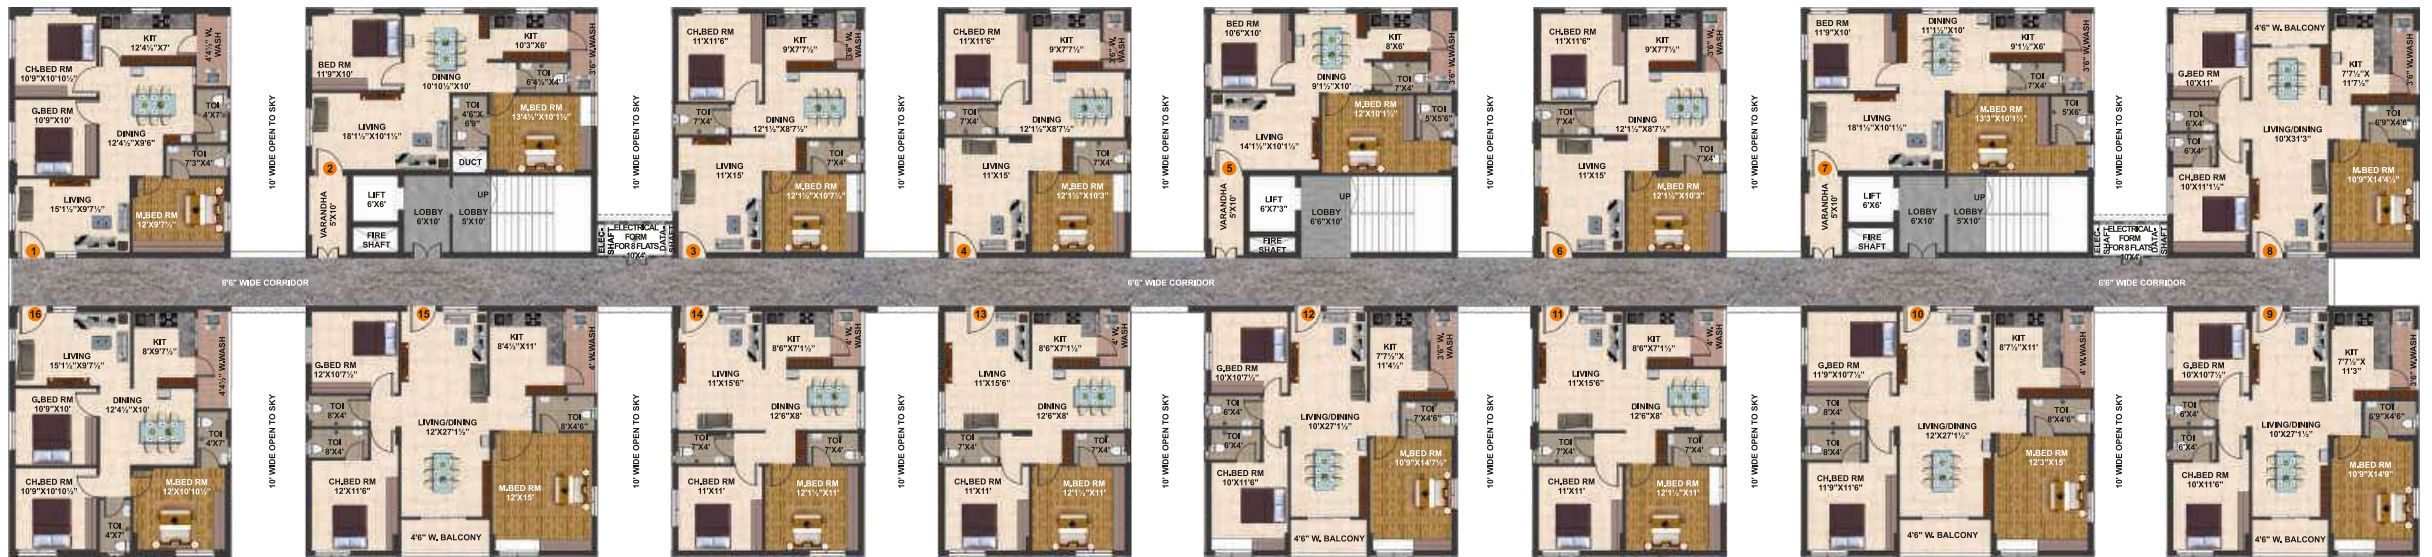 CH.BED RM
10'9"X10'10½"
KIT
12'4½"X7'
4'4½" W.
WASH
G.BED RM
10'9"X10'
DINING
12'4½"X9'6"
TOI
4'X7'
TOI
7'3"X4'
LIVING
15'1½"X9'7½"
M.BED RM
12'X9'7½"
1
10' WIDE OPEN TO SKY
BED RM
11'9"X10'
DINING
10'10½"X10'
KIT
10'3"X6'
3'6" W.WASH
TOI
6'4½"X4'
TOI
4'6"X
6'9"
M.BED RM
13'4½"X10'1½"
LIVING
18'1½"X10'1½"
DUCT
2
VARANDHA
5'X10'
LIFT
6'X6'
FIRE
SHAFT
LOBBY
6'X10'
UP
LOBBY
5'X10'
10' WIDE OPEN TO SKY
ELEC-
SHAFT
ELECTRICAL
FORM
FOR 8 FLATS
10'X4'
DATA-
SHAFT
CH.BED RM
11'X11'6"
KIT
9'X7'7½"
3'6" W.
WASH
TOI
7'X4'
DINING
12'1½"X8'7½"
LIVING
11'X15'
TOI
7'X4'
M.BED RM
12'1½"X10'7½"
3
10' WIDE OPEN TO SKY
CH.BED RM
11'X11'6"
KIT
9'X7'7½"
3'6" W.
WASH
TOI
7'X4'
DINING
12'1½"X8'7½"
LIVING
11'X15'
TOI
7'X4'
M.BED RM
12'1½"X10'3"
4
10' WIDE OPEN TO SKY
BED RM
10'6"X10'
DINING
9'1½"X10'
KIT
8'X6'
3'6" W.WASH
TOI
7'X4'
TOI
5'X5'6"
M.BED RM
12'X10'1½"
LIVING
14'1½"X10'1½"
5
VARANDHA
5'X10'
LIFT
6'X7'3"
FIRE
SHAFT
UP
LOBBY
6'6"X10'
10' WIDE OPEN TO SKY
CH.BED RM
11'X11'6"
KIT
9'X7'7½"
3'6" W.
WASH
TOI
7'X4'
DINING
12'1½"X8'7½"
LIVING
11'X15'
TOI
7'X4'
M.BED RM
12'1½"X10'3"
6
10' WIDE OPEN TO SKY
BED RM
11'9"X10'
DINING
11'1½"X10'
KIT
9'1½"X6'
3'6" W.WASH
TOI
7'X4'
TOI
5'X6'
M.BED RM
13'3"X10'1½"
LIVING
18'1½"X10'1½"
7
VARANDHA
5'X10'
LIFT
6'X6'
FIRE
SHAFT
LOBBY
6'X10'
UP
LOBBY
5'X10'
10' WIDE OPEN TO SKY
ELEC-
SHAFT
ELECTRICAL
FORM
FOR 8 FLATS
10'X4'
DATA-
SHAFT
4'6" W. BALCONY
G.BED RM
10'X11'
KIT
7'7½"X
11'7½"
3'6" W.WASH
TOI
6'X4'
TOI
6'X4'
LIVING/DINING
10'X31'3"
TOI
6'9"X4'6"
CH.BED RM
10'X11'1½"
M.BED RM
10'9"X14'4½"
8
6'6" WIDE CORRIDOR
6'6" WIDE CORRIDOR
6'6" WIDE CORRIDOR
16
LIVING
15'1½"X9'7½"
KIT
8'X9'7½"
4'4½" W.WASH
G.BED RM
10'9"X10'
DINING
12'4½"X10'
TOI
4'X7'
CH.BED RM
10'9"X10'10½"
M.BED RM
12'X10'10½"
TOI
4'X7'
10' WIDE OPEN TO SKY
15
G.BED RM
12'X10'7½"
KIT
8'4½"X11'
4' W.WASH
TOI
8'X4'
TOI
8'X4'
LIVING/DINING
12'X27'1½"
TOI
8'X4'6"
CH.BED RM
12'X11'6"
M.BED RM
12'X15'
4'6" W. BALCONY
10' WIDE OPEN TO SKY
14
KIT
8'6"X7'1½"
4' W.
WASH
LIVING
11'X15'6"
DINING
12'6"X8'
TOI
7'X4'
TOI
7'X4'
CH.BED RM
11'X11'
M.BED RM
12'1½"X11'
10' WIDE OPEN TO SKY
13
KIT
8'6"X7'1½"
4' W.
WASH
LIVING
11'X15'6"
DINING
12'6"X8'
TOI
7'X4'
TOI
7'X4'
CH.BED RM
11'X11'
M.BED RM
12'1½"X11'
10' WIDE OPEN TO SKY
12
G.BED RM
10'X10'7½"
KIT
7'7½"X
11'4½"
3'6" W.
WASH
TOI
6'X4'
TOI
6'X4'
LIVING/DINING
10'X27'1½"
TOI
7'X4'6"
CH.BED RM
10'X11'6"
M.BED RM
10'9"X14'7½"
4'6" W. BALCONY
10' WIDE OPEN TO SKY
11
KIT
8'6"X7'1½"
4' W.
WASH
LIVING
11'X15'6"
DINING
12'6"X8'
TOI
7'X4'
TOI
7'X4'
CH.BED RM
11'X11'
M.BED RM
12'1½"X11'
10' WIDE OPEN TO SKY
10
G.BED RM
11'9"X10'7½"
KIT
8'7½"X11'
4' W.WASH
TOI
8'X4'
TOI
8'X4'
LIVING/DINING
12'X27'1½"
TOI
8'X4'6"
CH.BED RM
11'9"X11'6"
M.BED RM
12'3"X15'
4'6" W. BALCONY
10' WIDE OPEN TO SKY
9
G.BED RM
10'X10'7½"
KIT
7'7½"X
11'3"
3'6" W.WASH
TOI
6'X4'
TOI
6'X4'
LIVING/DINING
10'X27'1½"
TOI
6'9"X4'6"
CH.BED RM
10'X11'6"
M.BED RM
10'9"X14'9"
4'6" W. BALCONY